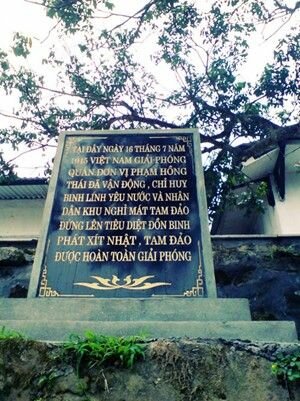 TẠI ĐÂY NGÀY 16 THÁNG 7 NĂM
1945 VIỆT NAM GIẢI PHÓNG
QUÂN ĐƠN VỊ PHẠM HỒNG
THÁI ĐÃ VẬN ĐỘNG, CHỈ HUY
BINH LÍNH YÊU NƯỚC VÀ NHÂN
DÂN KHU NGHỈ MÁT TAM ĐẢO
ĐỨNG LÊN TIÊU DIỆT ĐỒN BINH
PHÁT XÍT NHẬT, TAM ĐẢO
ĐƯỢC HOÀN TOÀN GIẢI PHÓNG